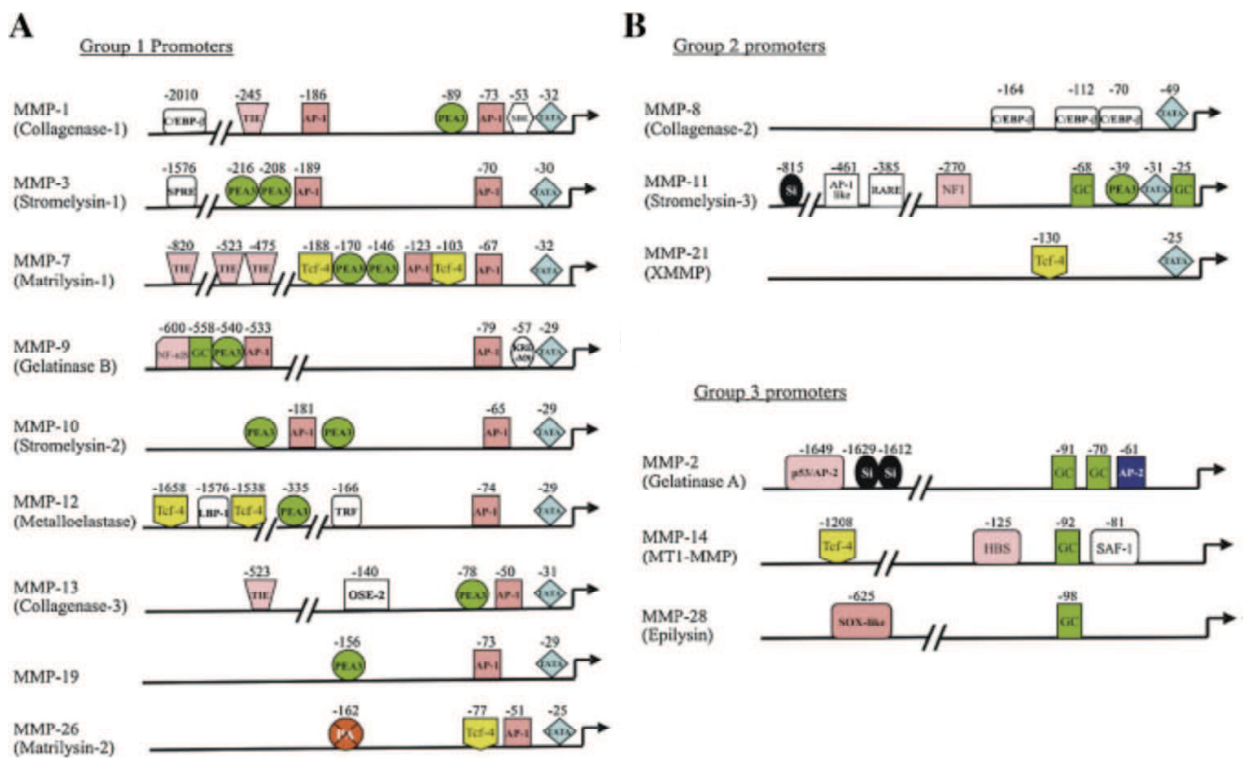 A
Group 1 Promoters
MMP-1
(Collagenase-1)
-2010 -245 -186 -89 -73 -53 -32
C/EBP-β TIE AP-1 PEA3 AP-1 SBE TATA
MMP-3
(Stromelysin-1)
-1576 -216 -208 -189 -70 -30
SPRE PEA3 PEA3 AP-1 AP-1 TATA
MMP-7
(Matrilysin-1)
-820 -523 -475 -188 -170 -146 -123 -103 -67 -32
TIE TIE TIE Tcf-4 PEA3 PEA3 AP-1 Tcf-4 AP-1 TATA
MMP-9
(Gelatinase B)
-600 -558 -540 -533 -79 -57 -29
NF-κB GC PEA3 AP-1 AP-1 KRE TATA
MMP-10
(Stromelysin-2)
-181 -65 -29
PEA3 AP-1 PEA3 AP-1 TATA
MMP-12
(Metalloelastase)
-1658 -1576 -1538 -335 -166 -74 -29
Tcf-4 LBP-1 Tcf-4 PEA3 TRF AP-1 TATA
MMP-13
(Collagenase-3)
-523 -140 -78 -50 -31
TIE OSE-2 PEA3 AP-1 TATA
MMP-19
-156 -73 -29
PEA3 AP-1 TATA
MMP-26
(Matrilysin-2)
-162 -77 -51 -25
Tcf-4 AP-1 TATA
B
Group 2 promoters
MMP-8
(Collagenase-2)
-164 -112 -70 -49
C/EBP-β C/EBP-β C/EBP-β TATA
MMP-11
(Stromelysin-3)
-815 -461 -385 -270 -68 -39 -31 -25
Si AP-1 like RARE NF1 GC PEA3 TATA GC
MMP-21
(XMMP)
-130 -25
Tcf-4 TATA
Group 3 promoters
MMP-2
(Gelatinase A)
-1649 -1629 -1612 -91 -70 -61
p53/AP-2 Si Si GC GC AP-2
MMP-14
(MT1-MMP)
-1208 -125 -92 -81
Tcf-4 HBS GC SAF-1
MMP-28
(Epilysin)
-625 -98
SOX-like GC